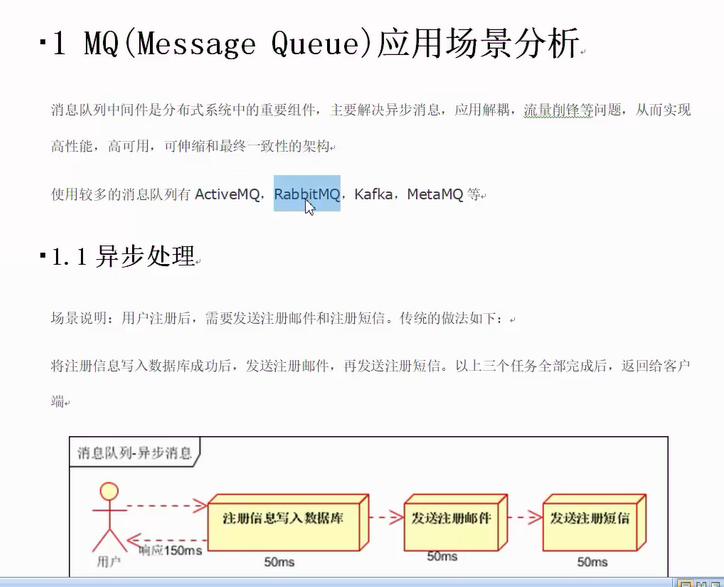 1 MQ(Message Queue)应用场景分析
消息队列中间件是分布式系统中的重要组件，主要解决异步消息，应用解耦，流量削锋等问题，从而实现
高性能，高可用，可伸缩和最终一致性的架构
使用较多的消息队列有 ActiveMQ，RabbitMQ，Kafka，MetaMQ 等
1.1 异步处理
场景说明：用户注册后，需要发送注册邮件和注册短信。传统的做法如下：
将注册信息写入数据库成功后，发送注册邮件，再发送注册短信。以上三个任务全部完成后，返回给客户
端
消息队列-异步消息
注册信息写入数据库
发送注册邮件
发送注册短信
响应150ms
用户
50ms
50ms
50ms